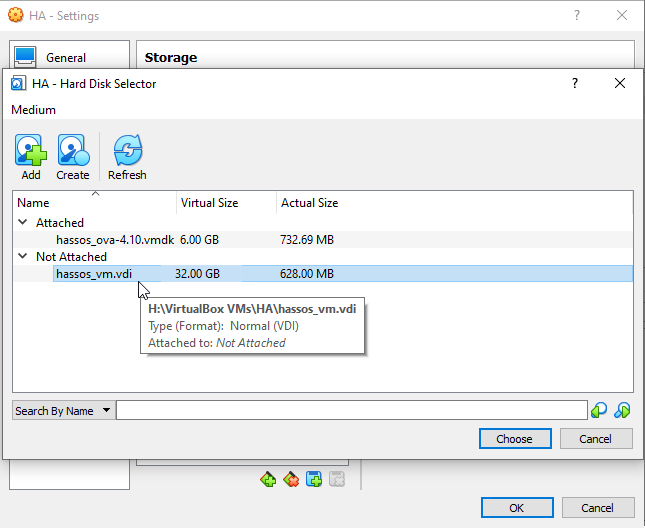 HA - Settings
?
General
Storage
HA - Hard Disk Selector
?
Medium
Add Create Refresh
Name Virtual Size Actual Size
Attached
hassos_ova-4.10.vmdk 6.00 GB 732.69 MB
Not Attached
hassos_vm.vdi 32.00 GB 628.00 MB
H:\VirtualBox VMs\HA\hassos_vm.vdi
Type (Format): Normal (VDI)
Attached to: Not Attached
Search By Name
Choose Cancel
OK Cancel